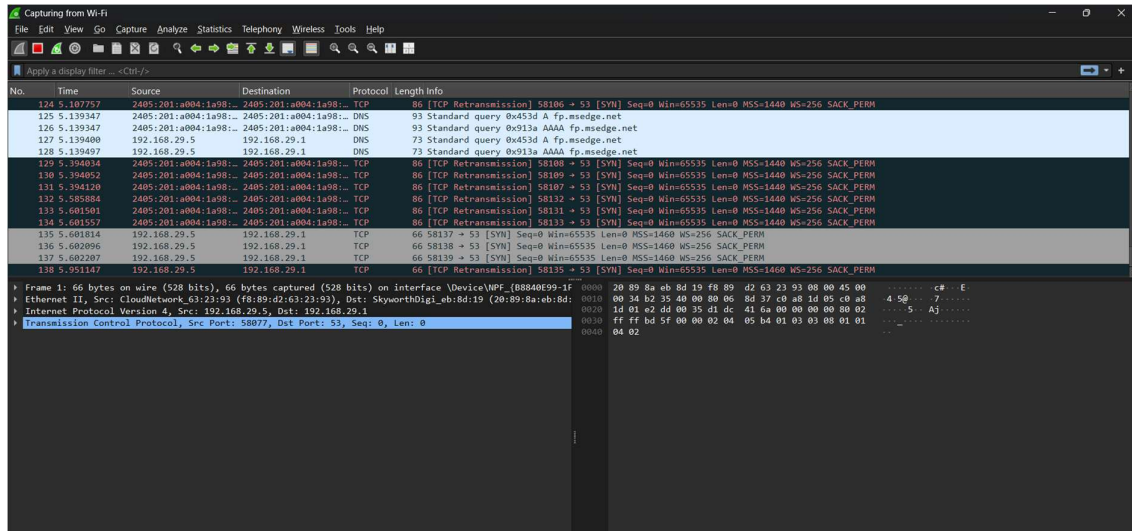 Capturing from Wi-Fi
File Edit View Go Capture Analyze Statistics Telephony Wireless Tools Help
Apply a display filter ... <Ctrl-/>
No. Time Source Destination Protocol Length Info
124 5.107757 2405:201:a004:1a98:… 2405:201:a004:1a98:… TCP 86 [TCP Retransmission] 58106 → 53 [SYN] Seq=0 Win=65535 Len=0 MSS=1440 WS=256 SACK_PERM
125 5.139347 2405:201:a004:1a98:… 2405:201:a004:1a98:… DNS 93 Standard query 0x453d A fp.msedge.net
126 5.139347 2405:201:a004:1a98:… 2405:201:a004:1a98:… DNS 93 Standard query 0x913a AAAA fp.msedge.net
127 5.139400 192.168.29.5 192.168.29.1 DNS 73 Standard query 0x453d A fp.msedge.net
128 5.139497 192.168.29.5 192.168.29.1 DNS 73 Standard query 0x913a AAAA fp.msedge.net
129 5.394034 2405:201:a004:1a98:… 2405:201:a004:1a98:… TCP 86 [TCP Retransmission] 58108 → 53 [SYN] Seq=0 Win=65535 Len=0 MSS=1440 WS=256 SACK_PERM
130 5.394052 2405:201:a004:1a98:… 2405:201:a004:1a98:… TCP 86 [TCP Retransmission] 58109 → 53 [SYN] Seq=0 Win=65535 Len=0 MSS=1440 WS=256 SACK_PERM
131 5.394120 2405:201:a004:1a98:… 2405:201:a004:1a98:… TCP 86 [TCP Retransmission] 58107 → 53 [SYN] Seq=0 Win=65535 Len=0 MSS=1440 WS=256 SACK_PERM
132 5.585884 2405:201:a004:1a98:… 2405:201:a004:1a98:… TCP 86 [TCP Retransmission] 58132 → 53 [SYN] Seq=0 Win=65535 Len=0 MSS=1440 WS=256 SACK_PERM
133 5.601501 2405:201:a004:1a98:… 2405:201:a004:1a98:… TCP 86 [TCP Retransmission] 58131 → 53 [SYN] Seq=0 Win=65535 Len=0 MSS=1440 WS=256 SACK_PERM
134 5.601557 2405:201:a004:1a98:… 2405:201:a004:1a98:… TCP 86 [TCP Retransmission] 58133 → 53 [SYN] Seq=0 Win=65535 Len=0 MSS=1440 WS=256 SACK_PERM
135 5.601814 192.168.29.5 192.168.29.1 TCP 66 58137 → 53 [SYN] Seq=0 Win=65535 Len=0 MSS=1460 WS=256 SACK_PERM
136 5.602096 192.168.29.5 192.168.29.1 TCP 66 58138 → 53 [SYN] Seq=0 Win=65535 Len=0 MSS=1460 WS=256 SACK_PERM
137 5.602207 192.168.29.5 192.168.29.1 TCP 66 58139 → 53 [SYN] Seq=0 Win=65535 Len=0 MSS=1460 WS=256 SACK_PERM
138 5.951147 192.168.29.5 192.168.29.1 TCP 66 [TCP Retransmission] 58135 → 53 [SYN] Seq=0 Win=65535 Len=0 MSS=1460 WS=256 SACK_PERM
Frame 1: 66 bytes on wire (528 bits), 66 bytes captured (528 bits) on interface \Device\NPF_{B8840E99-1F
Ethernet II, Src: CloudNetwork_63:23:93 (f8:89:d2:63:23:93), Dst: SkyworthDigi_eb:8d:19 (20:89:8a:eb:8d:
Internet Protocol Version 4, Src: 192.168.29.5, Dst: 192.168.29.1
Transmission Control Protocol, Src Port: 58077, Dst Port: 53, Seq: 0, Len: 0
0000 20 89 8a eb 8d 19 f8 89 d2 63 23 93 08 00 45 00 ········ ·c#···E·
0010 00 34 b2 35 40 00 80 06 8d 37 c0 a8 1d 05 c0 a8 ·4·5@··· ·7······
0020 1d 01 e2 dd 00 35 d1 dc 41 6a 00 00 00 00 80 02 ·····5·· Aj······
0030 ff ff bd 5f 00 00 02 04 05 b4 01 03 03 08 01 01 ···_···· ········
0040 04 02 ··